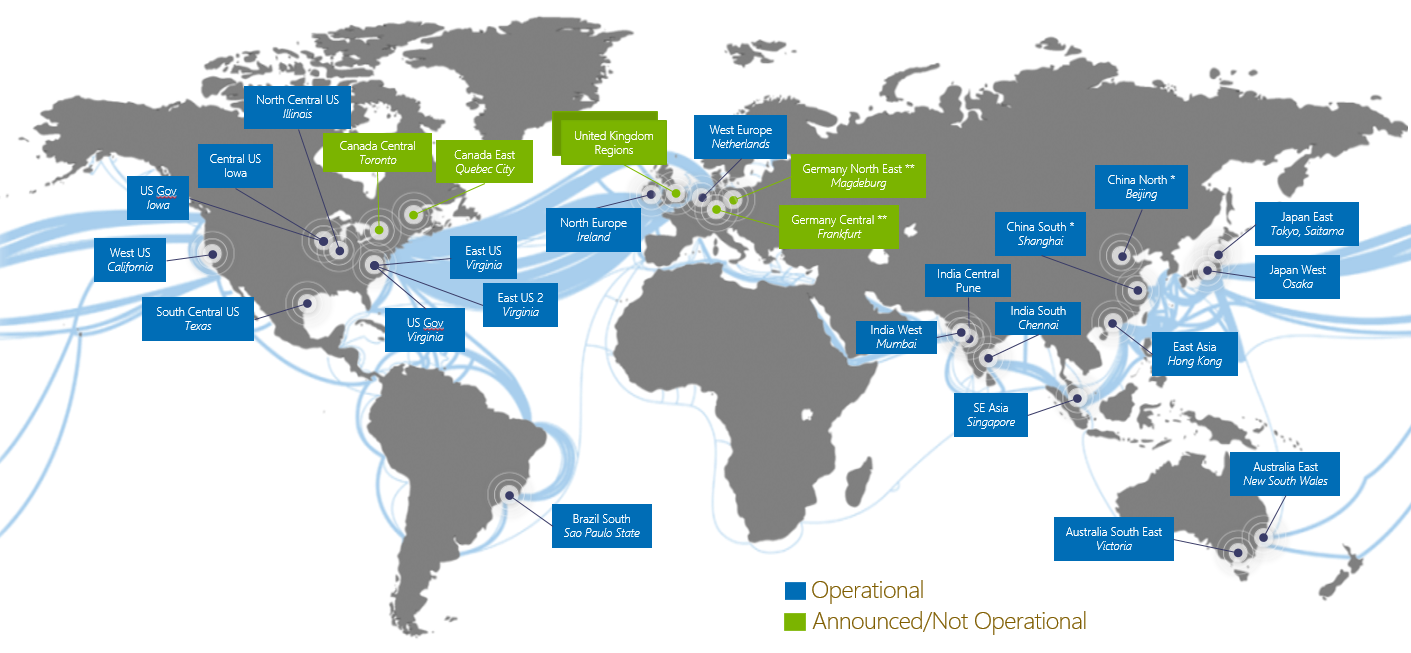 North Central US
Illinois
Central US
Iowa
US Gov
Iowa
West US
California
South Central US
Texas
Canada Central
Toronto
Canada East
Quebec City
East US
Virginia
East US 2
Virginia
US Gov
Virginia
Brazil South
Sao Paulo State
United Kingdom
Regions
North Europe
Ireland
West Europe
Netherlands
Germany North East **
Magdeburg
Germany Central **
Frankfurt
India Central
Pune
India West
Mumbai
India South
Chennai
China North *
Beijing
China South *
Shanghai
Japan East
Tokyo, Saitama
Japan West
Osaka
East Asia
Hong Kong
SE Asia
Singapore
Australia East
New South Wales
Australia South East
Victoria
Operational
Announced/Not Operational